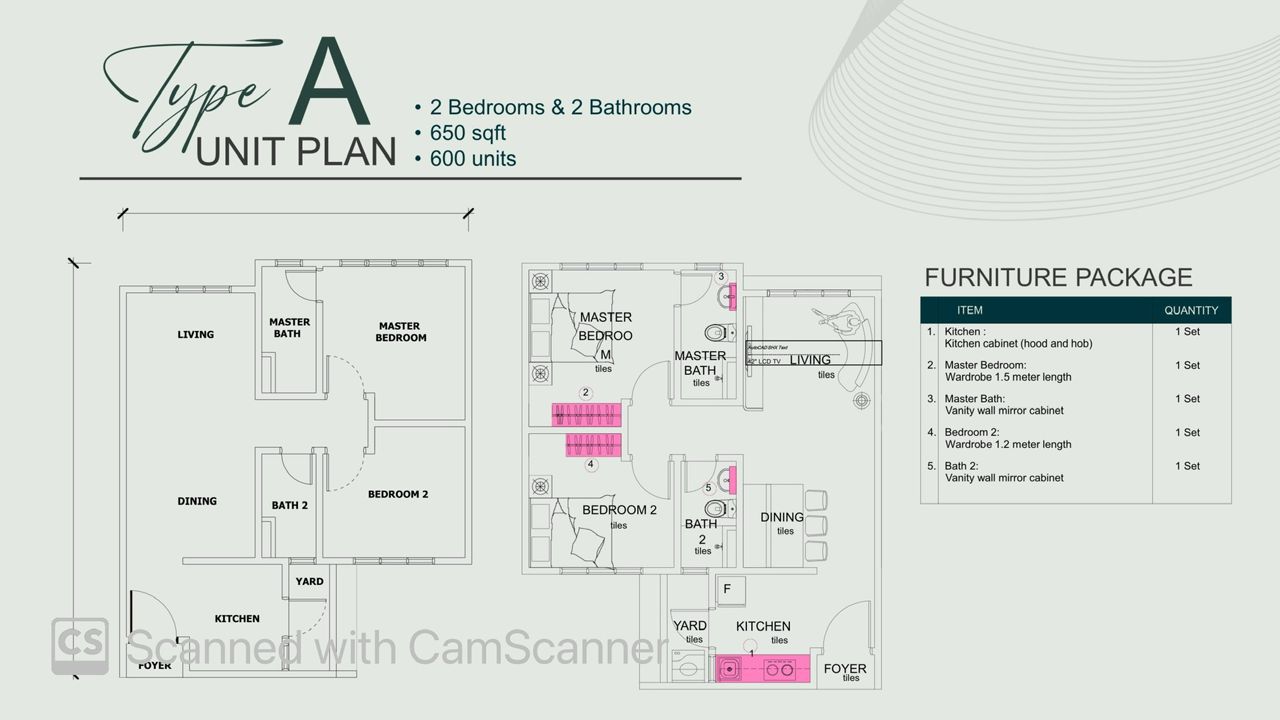 Type A
UNIT PLAN
• 2 Bedrooms & 2 Bathrooms
• 650 sqft
• 600 units
LIVING
MASTER
BATH
MASTER
BEDROOM
DINING
BATH 2
BEDROOM 2
YARD
KITCHEN
FOYER
MASTER
BEDROO
M
tiles
2
4
BEDROOM 2
tiles
3
MASTER
BATH
tiles
5
BATH
2
tiles
AutoCAD SHX Text
42" LCD TV
LIVING
tiles
DINING
tiles
F
YARD
tiles
KITCHEN
tiles
1
FOYER
tiles
FURNITURE PACKAGE
ITEM QUANTITY
1. Kitchen : 1 Set
Kitchen cabinet (hood and hob)
2. Master Bedroom: 1 Set
Wardrobe 1.5 meter length
3. Master Bath: 1 Set
Vanity wall mirror cabinet
4. Bedroom 2: 1 Set
Wardrobe 1.2 meter length
5. Bath 2: 1 Set
Vanity wall mirror cabinet
CS Scanned with CamScanner